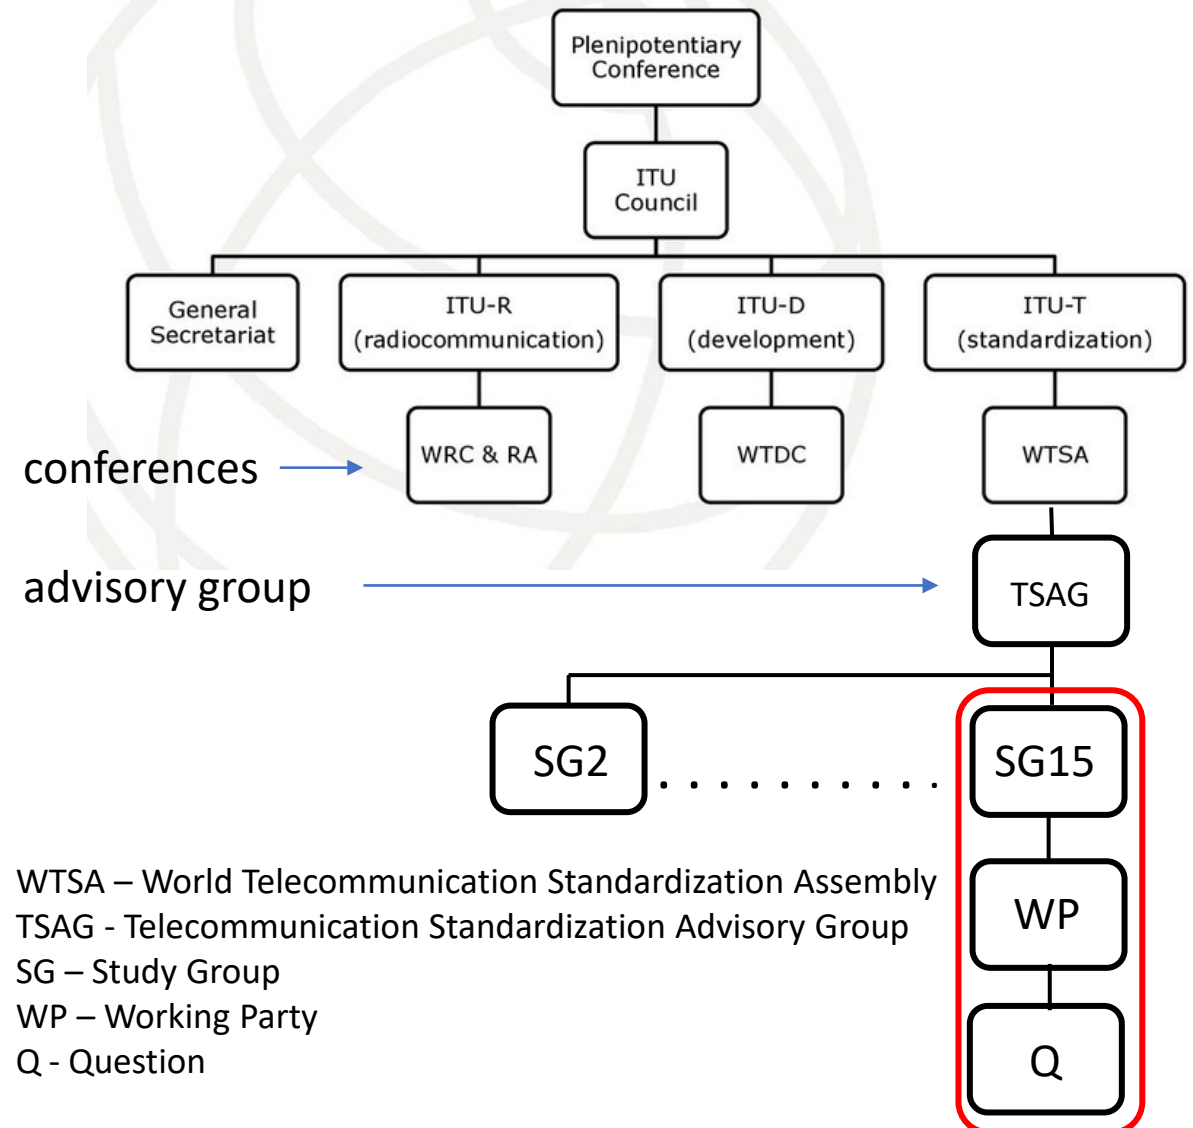 Plenipotentiary
Conference
ITU
Council
General
Secretariat
ITU-R
(radiocommunication)
ITU-D
(development)
ITU-T
(standardization)
conferences
WRC & RA
WTDC
WTSA
advisory group
TSAG
SG2
. . . . . . . . . . .
SG15
WP
Q
WTSA – World Telecommunication Standardization Assembly
TSAG - Telecommunication Standardization Advisory Group
SG – Study Group
WP – Working Party
Q - Question